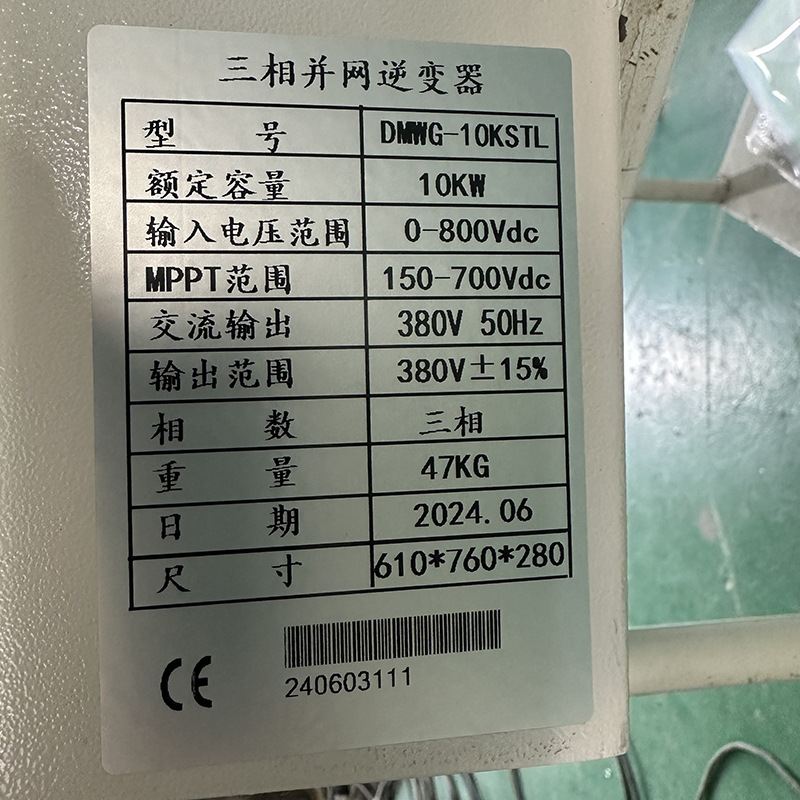 三相并网逆变器
型 号 DMWG-10KSTL
额定容量 10KW
输入电压范围 0-800Vdc
MPPT范围 150-700Vdc
交流输出 380V 50Hz
输出范围 380V±15%
相 数 三相
重 量 47KG
日 期 2024.06
尺 寸 610*760*280
CE
240603111